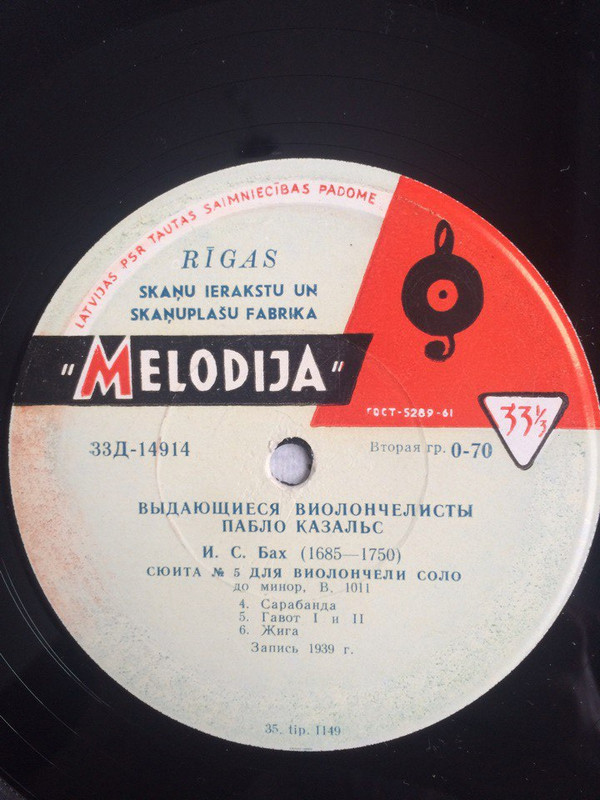 LATVIJAS PSR TAUTAS SAIMNIECĪBAS PADOME
RĪGAS
SKAŅU IERAKSTU UN
SKAŅUPLAŠU FABRIKA
"MELODIJA"
ГОСТ-5289-61
33⅓
33Д-14914
Вторая гр. 0-70
ВЫДАЮЩИЕСЯ ВИОЛОНЧЕЛИСТЫ
ПАБЛО КАЗАЛЬС
И. С. Бах (1685—1750)
СЮИТА № 5 ДЛЯ ВИОЛОНЧЕЛИ СОЛО
до минор, В. 1011
4. Сарабанда
5. Гавот I и II
6. Жига
Запись 1939 г.
35. tip. 1149